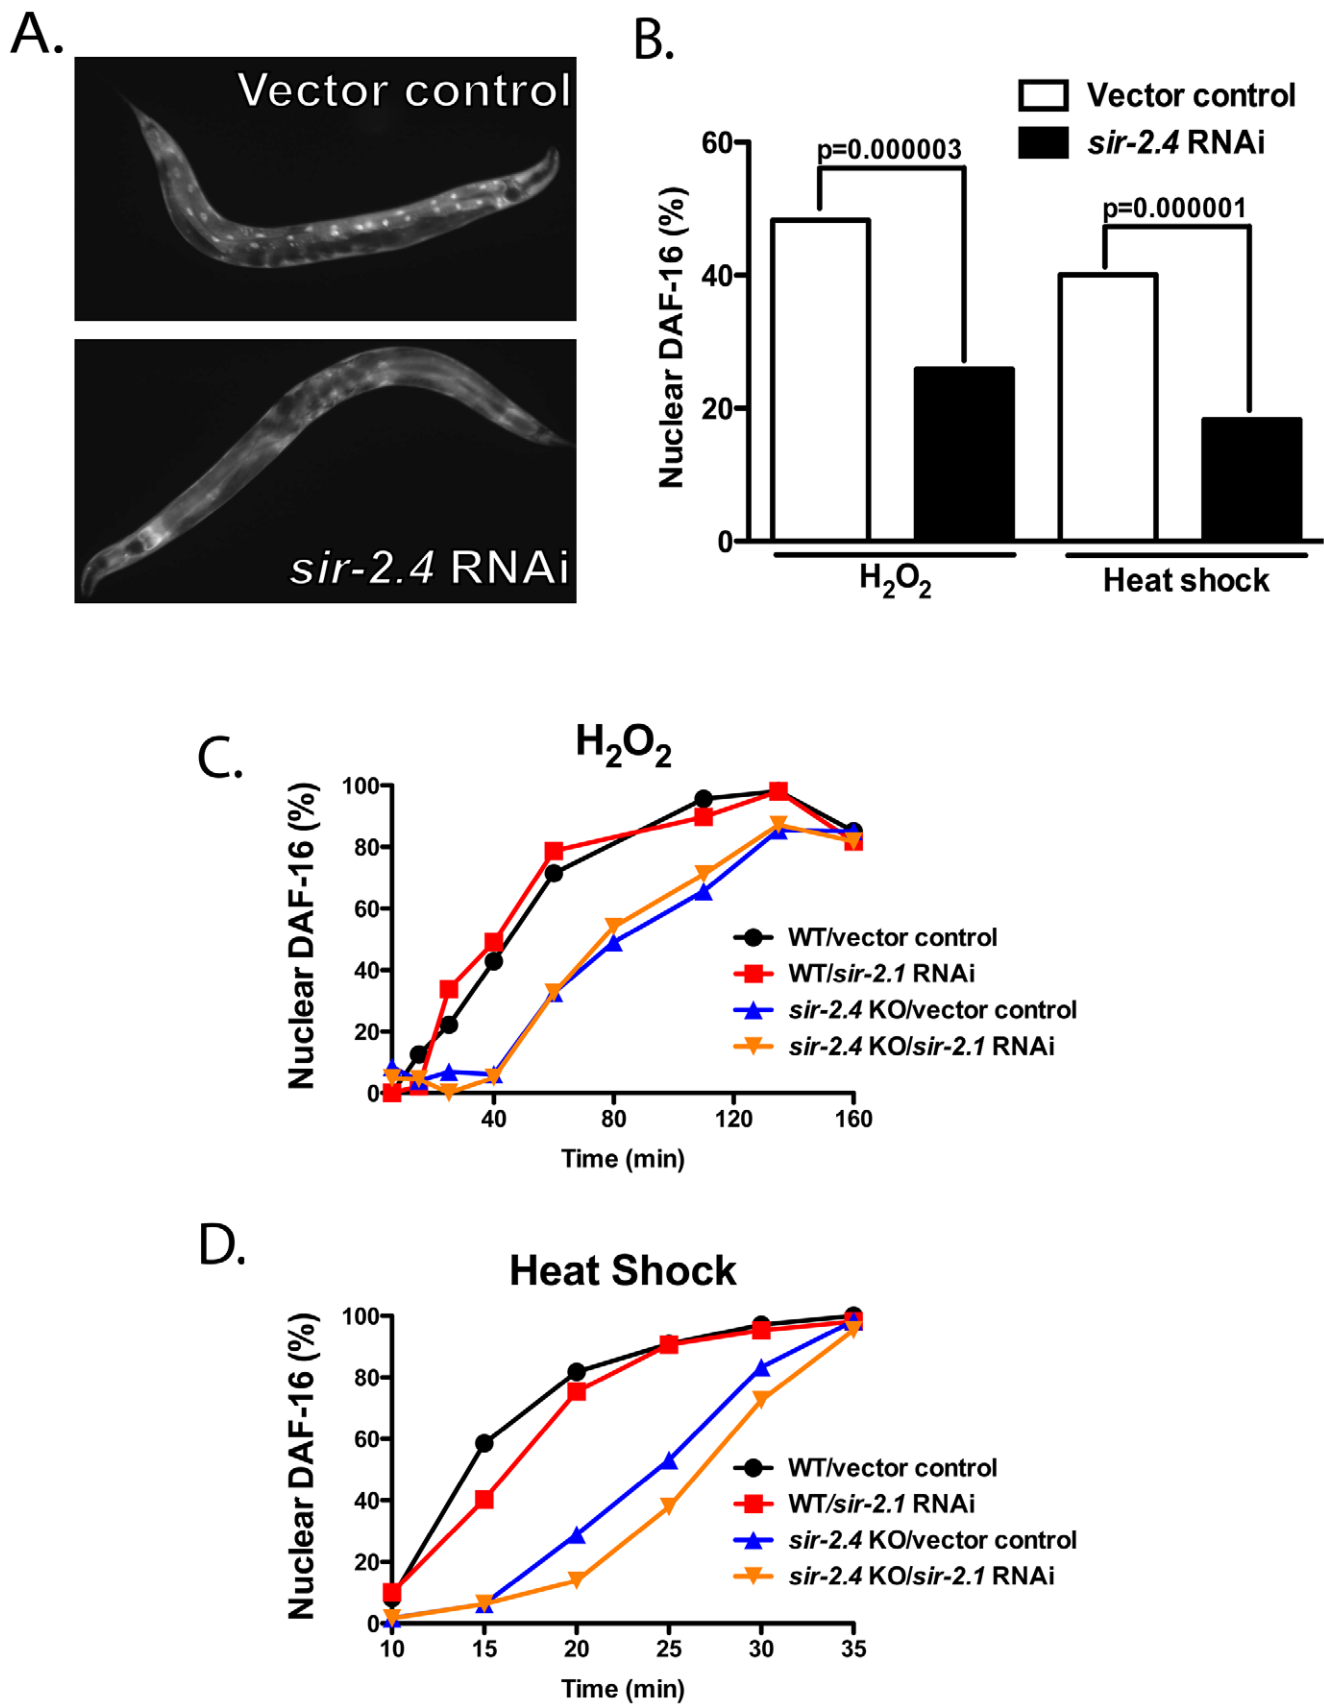 A.
Vector control
sir-2.4 RNAi
B.
Vector control
sir-2.4 RNAi
Nuclear DAF-16 (%)
60
40
20
0
p=0.000003
p=0.000001
H₂O₂
Heat shock
C.
H₂O₂
Nuclear DAF-16 (%)
100
80
60
40
20
0
40 80 120 160
Time (min)
WT/vector control
WT/sir-2.1 RNAi
sir-2.4 KO/vector control
sir-2.4 KO/sir-2.1 RNAi
D.
Heat Shock
Nuclear DAF-16 (%)
100
80
60
40
20
0
10 15 20 25 30 35
Time (min)
WT/vector control
WT/sir-2.1 RNAi
sir-2.4 KO/vector control
sir-2.4 KO/sir-2.1 RNAi